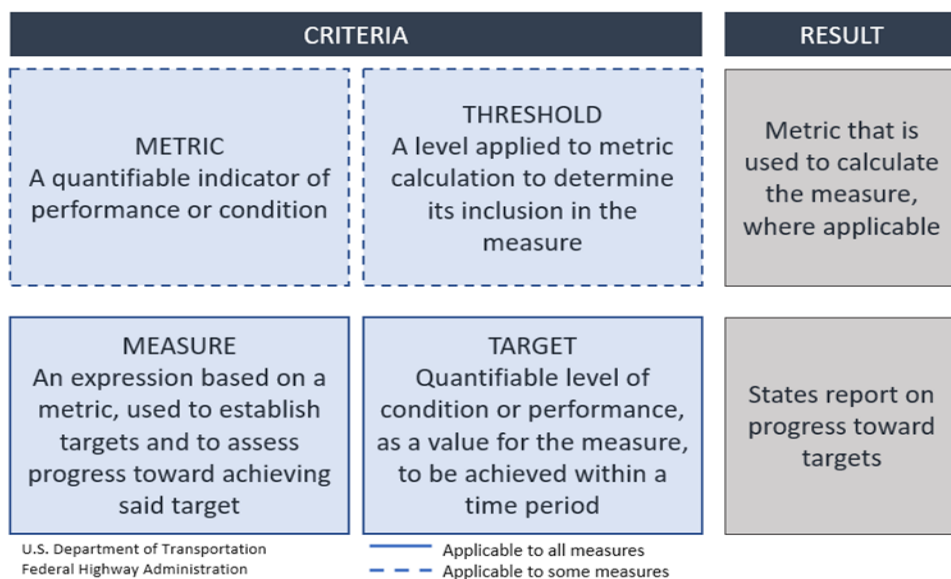 CRITERIA
RESULT
METRIC
A quantifiable indicator of
performance or condition
THRESHOLD
A level applied to metric
calculation to determine
its inclusion in the
measure
Metric that is
used to calculate
the measure,
where applicable
MEASURE
An expression based on a
metric, used to establish
targets and to assess
progress toward achieving
said target
TARGET
Quantifiable level of
condition or performance,
as a value for the measure,
to be achieved within a
time period
States report on
progress toward
targets
U.S. Department of Transportation
Federal Highway Administration
Applicable to all measures
Applicable to some measures